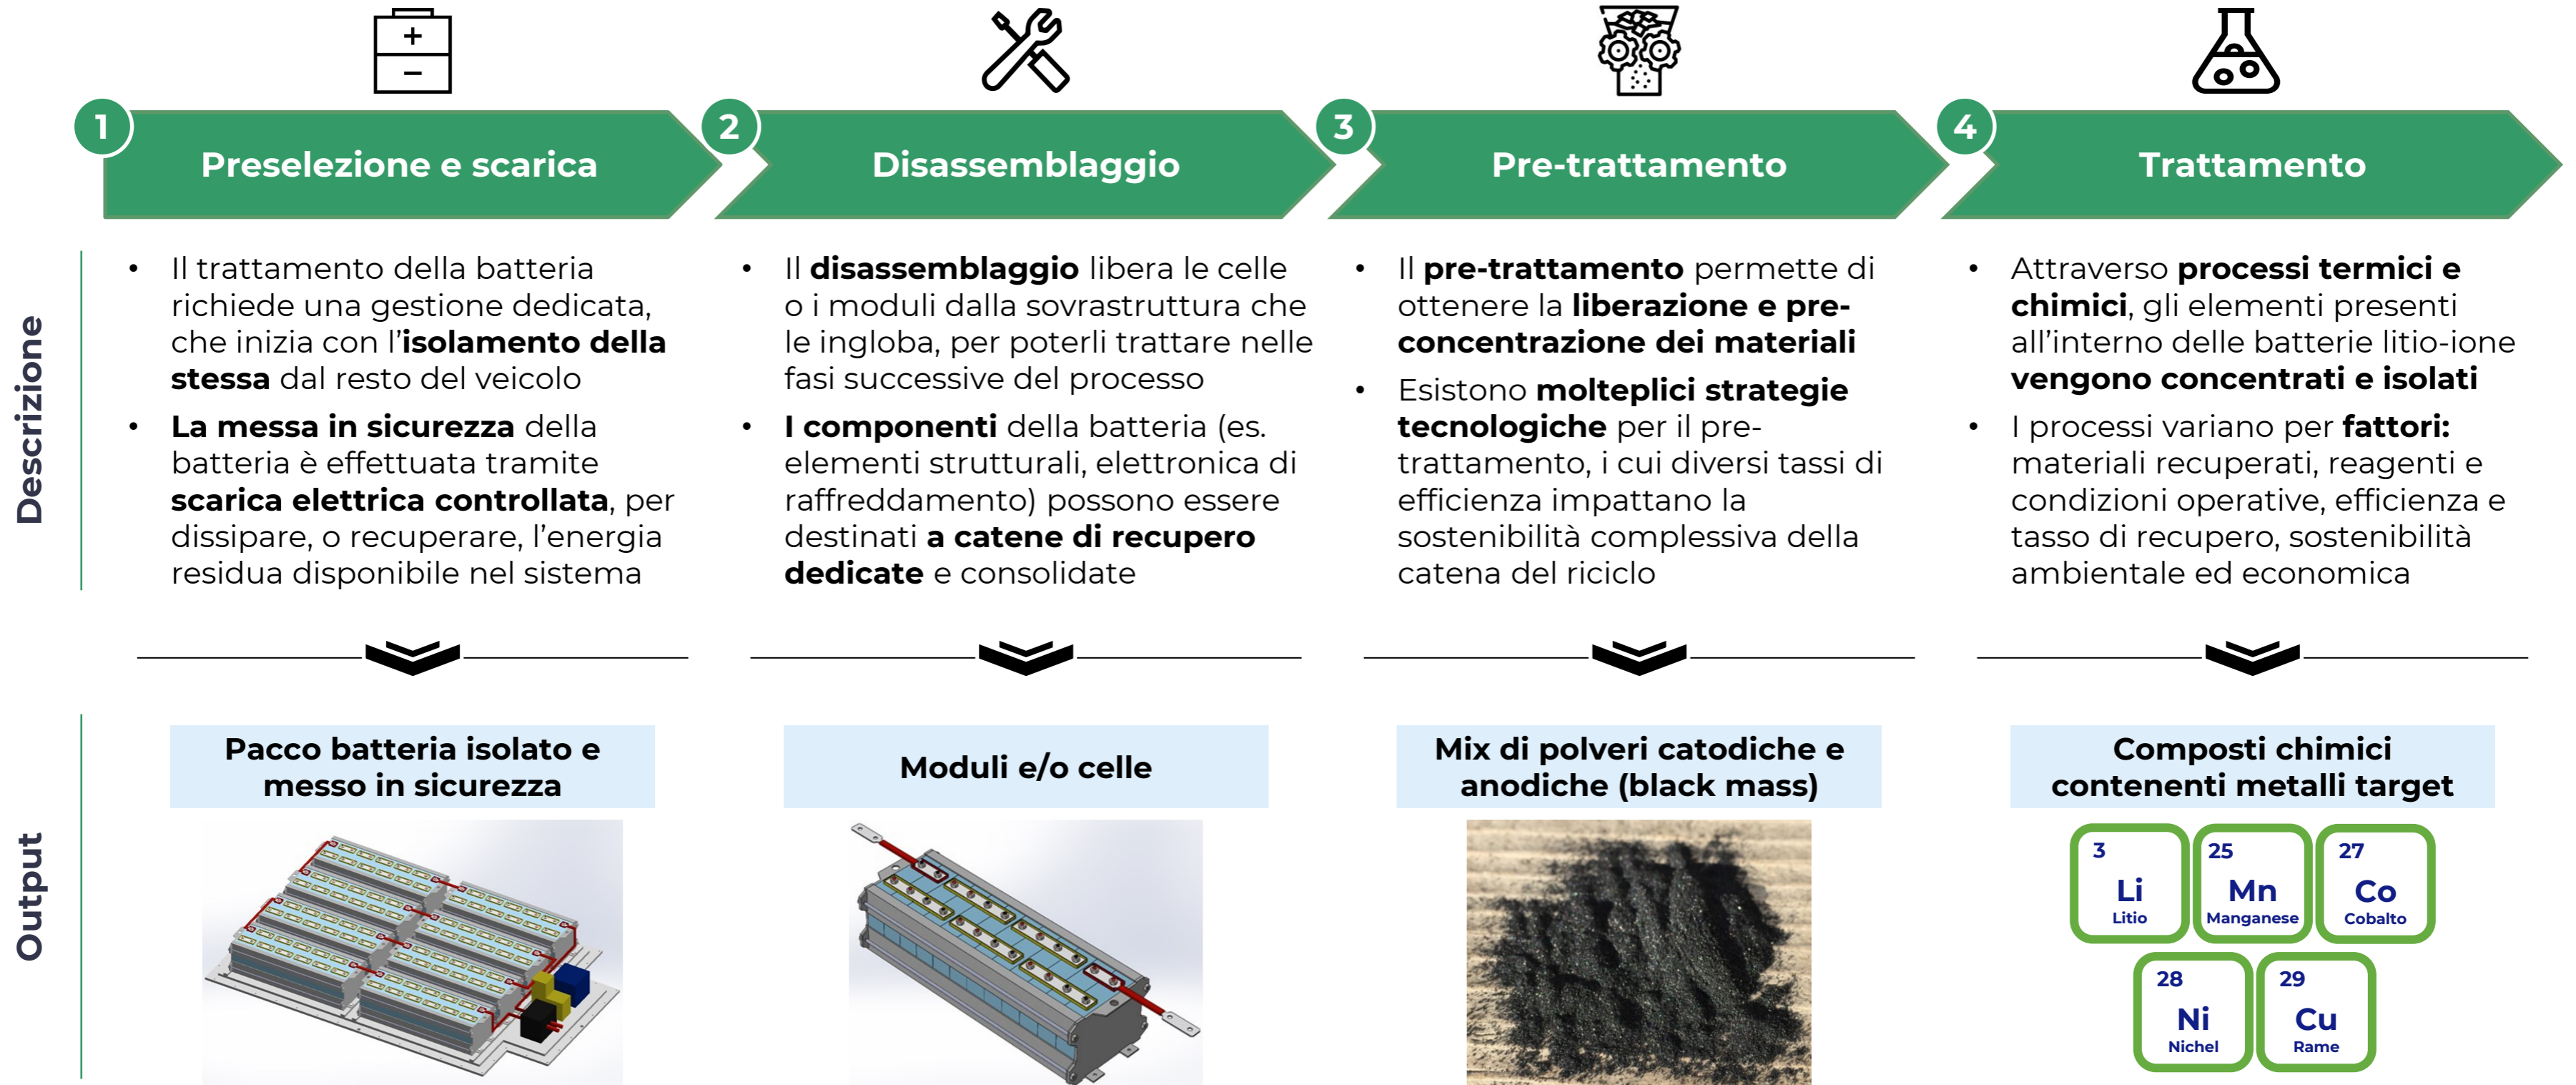 1
Preselezione e scarica
2
Disassemblaggio
3
Pre-trattamento
4
Trattamento
Descrizione
• Il trattamento della batteria
richiede una gestione dedicata,
che inizia con l'isolamento della
stessa dal resto del veicolo
• La messa in sicurezza della
batteria è effettuata tramite
scarica elettrica controllata, per
dissipare, o recuperare, l'energia
residua disponibile nel sistema
• Il disassemblaggio libera le celle
o i moduli dalla sovrastruttura che
le ingloba, per poterli trattare nelle
fasi successive del processo
• I componenti della batteria (es.
elementi strutturali, elettronica di
raffreddamento) possono essere
destinati a catene di recupero
dedicate e consolidate
• Il pre-trattamento permette di
ottenere la liberazione e pre-
concentrazione dei materiali
• Esistono molteplici strategie
tecnologiche per il pre-
trattamento, i cui diversi tassi di
efficienza impattano la
sostenibilità complessiva della
catena del riciclo
• Attraverso processi termici e
chimici, gli elementi presenti
all'interno delle batterie litio-ione
vengono concentrati e isolati
• I processi variano per fattori:
materiali recuperati, reagenti e
condizioni operative, efficienza e
tasso di recupero, sostenibilità
ambientale ed economica
Output
Pacco batteria isolato e
messo in sicurezza
Moduli e/o celle
Mix di polveri catodiche e
anodiche (black mass)
Composti chimici
contenenti metalli target
3
Li
Litio
25
Mn
Manganese
27
Co
Cobalto
28
Ni
Nichel
29
Cu
Rame